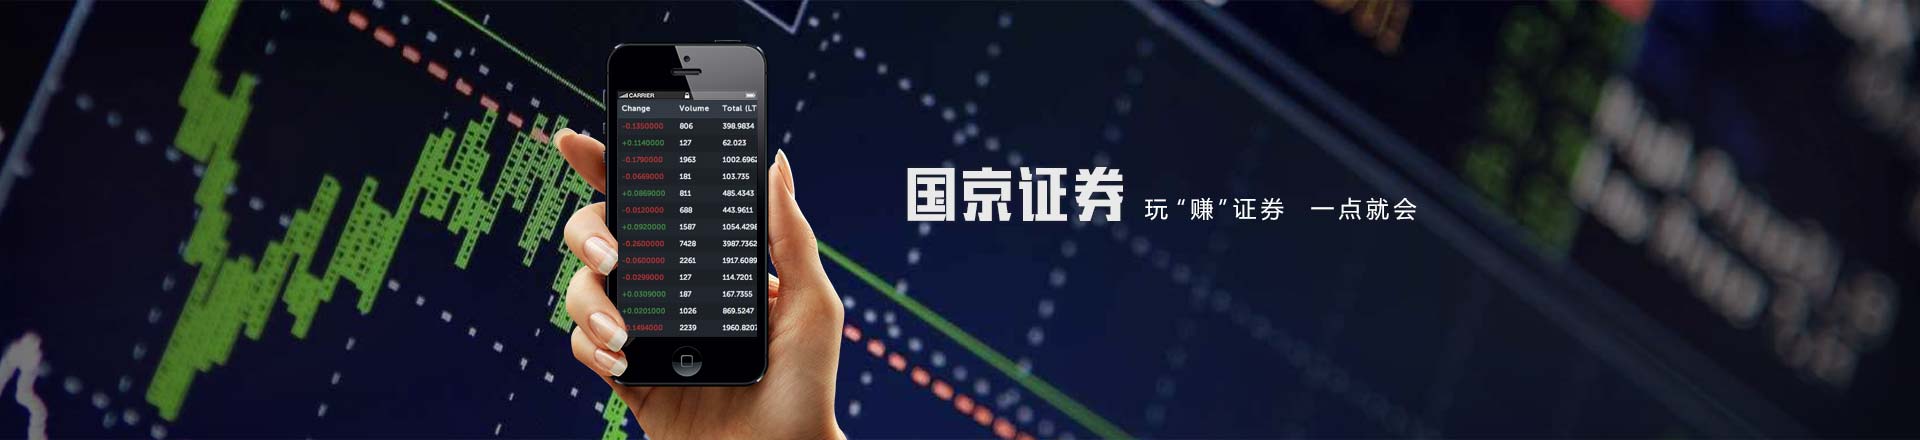 CARRIER
Change Volume Total (LT
-0.1350000 806 398.9834
+0.1140000 127 62.023
-0.1790000 1963 1002.6962
-0.0669000 181 103.735
+0.0869000 811 485.4343
-0.0120000 688 443.9611
+0.0920000 1587 1054.4298
-0.2600000 7428 3987.7362
-0.0600000 2261 1917.6089
-0.0299000 127 114.7201
+0.0309000 187 167.7355
+0.0201000 1026 869.5247
0.1494000 2239 1960.8207
国京证券 玩“赚”证券 一点就会